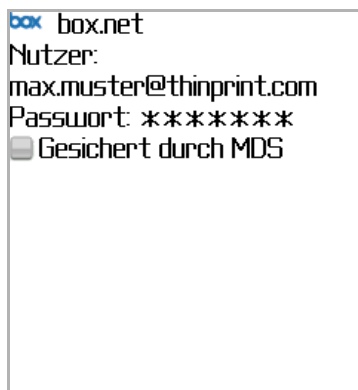 box box.net
Nutzer:
max.muster@thinprint.com
Passwort: *******
Gesichert durch MDS